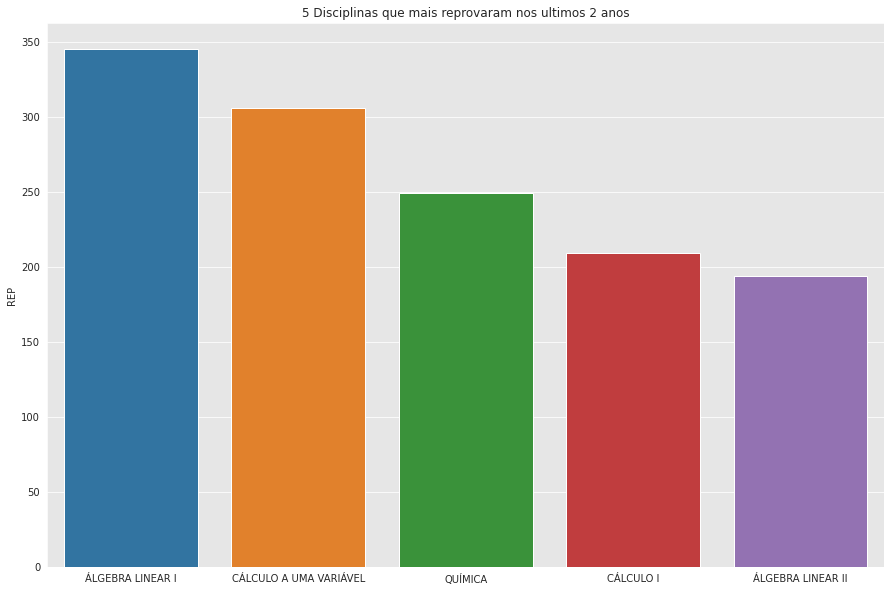 5 Disciplinas que mais reprovaram nos ultimos 2 anos
350
300
250
200
150
100
50
0
REP
ÁLGEBRA LINEAR I
CÁLCULO A UMA VARIÁVEL
QUÍMICA
CÁLCULO I
ÁLGEBRA LINEAR II